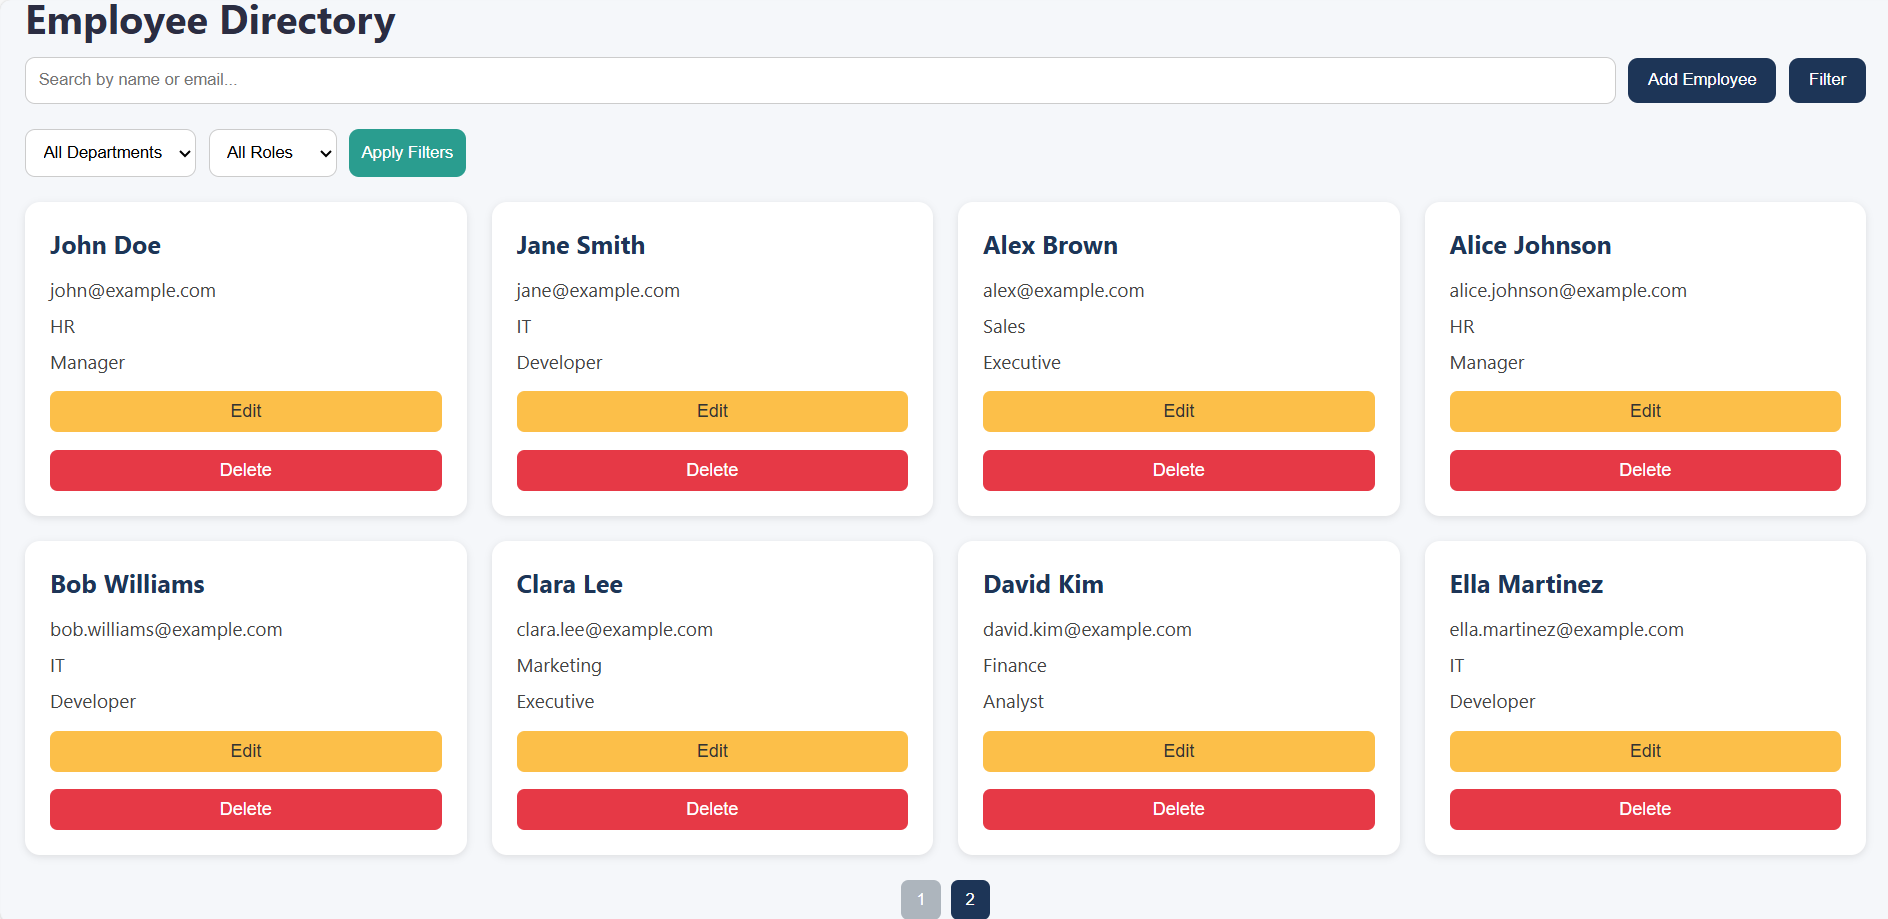 Employee Directory
Search by name or email...
Add Employee
Filter
All Departments
All Roles
Apply Filters
John Doe
john@example.com
HR
Manager
Edit
Delete
Jane Smith
jane@example.com
IT
Developer
Edit
Delete
Alex Brown
alex@example.com
Sales
Executive
Edit
Delete
Alice Johnson
alice.johnson@example.com
HR
Manager
Edit
Delete
Bob Williams
bob.williams@example.com
IT
Developer
Edit
Delete
Clara Lee
clara.lee@example.com
Marketing
Executive
Edit
Delete
David Kim
david.kim@example.com
Finance
Analyst
Edit
Delete
Ella Martinez
ella.martinez@example.com
IT
Developer
Edit
Delete
1
2